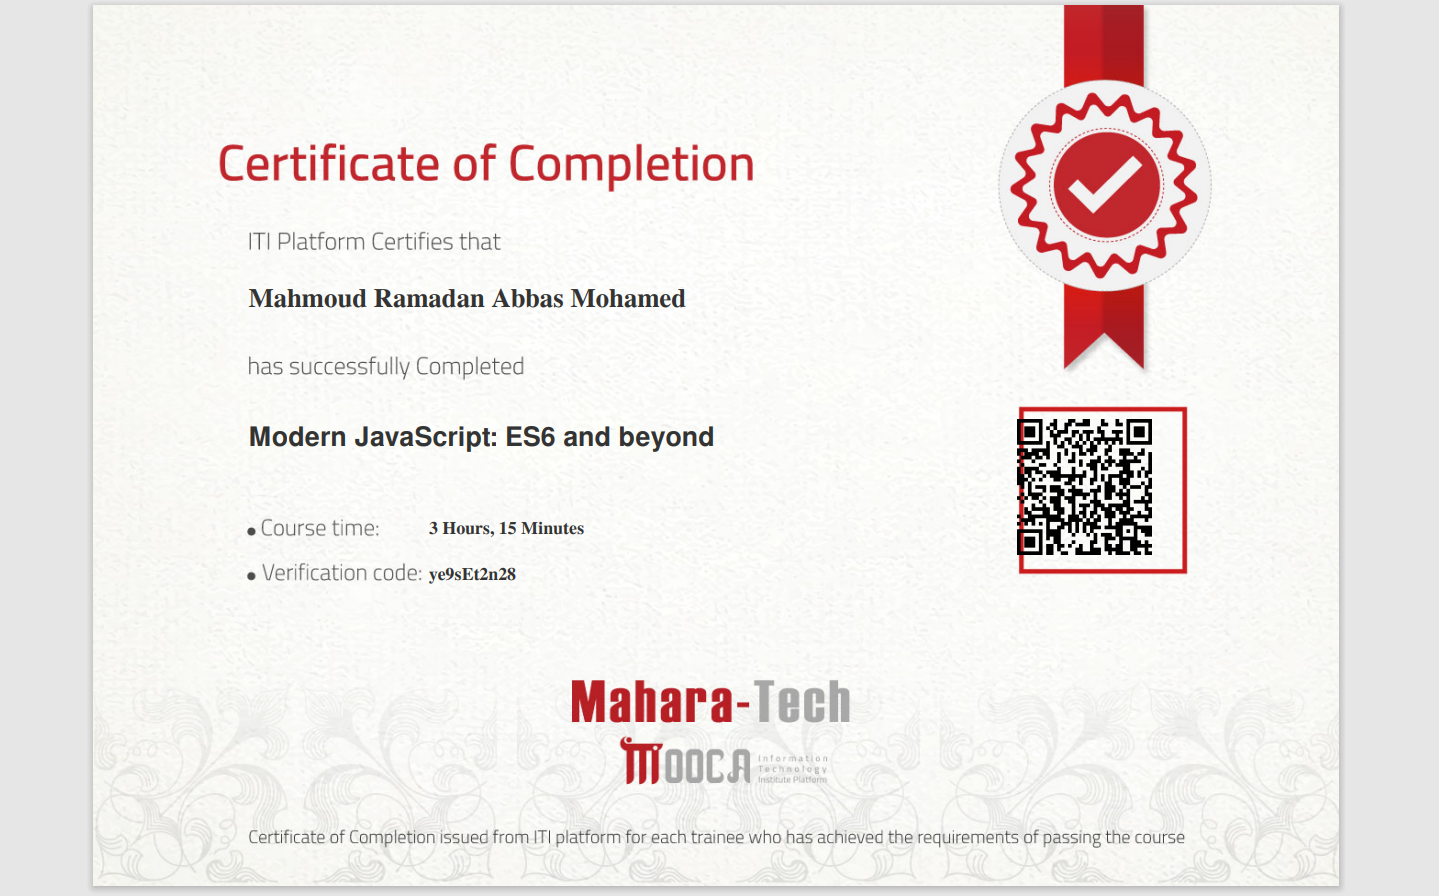 Certificate of Completion
ITI Platform Certifies that
Mahmoud Ramadan Abbas Mohamed
has successfully Completed
Modern JavaScript: ES6 and beyond
Course time: 3 Hours, 15 Minutes
Verification code: ye9sEt2n28
Mahara-Tech
ITIMOOCA
Information
Technology
Institute Platform
Certificate of Completion issued from ITI platform for each trainee who has achieved the requirements of passing the course